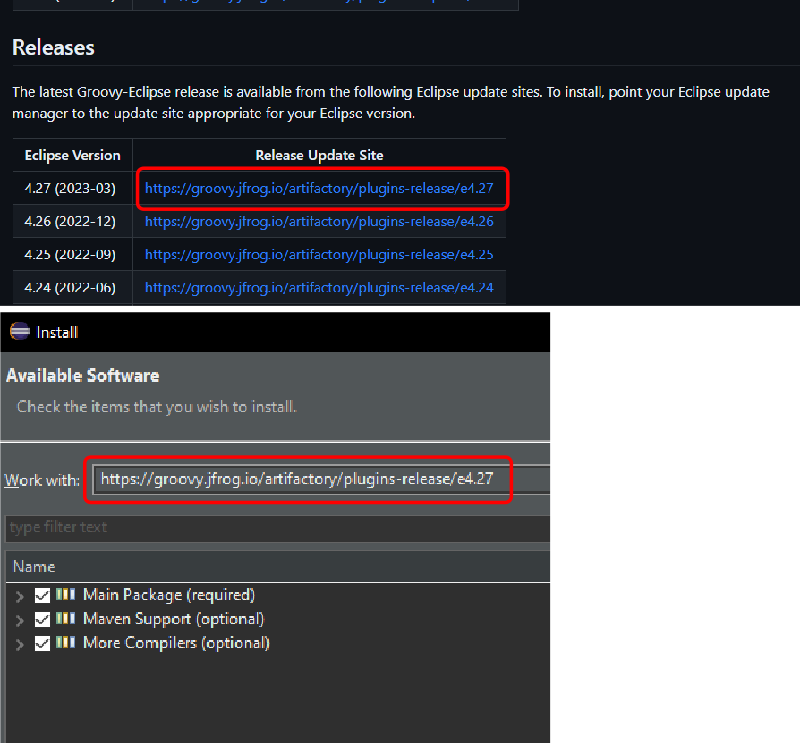 Releases
The latest Groovy-Eclipse release is available from the following Eclipse update sites. To install, point your Eclipse update
manager to the update site appropriate for your Eclipse version.
Eclipse Version Release Update Site
4.27 (2023-03) https://groovy.jfrog.io/artifactory/plugins-release/e4.27
4.26 (2022-12) https://groovy.jfrog.io/artifactory/plugins-release/e4.26
4.25 (2022-09) https://groovy.jfrog.io/artifactory/plugins-release/e4.25
4.24 (2022-06) https://groovy.jfrog.io/artifactory/plugins-release/e4.24
Install
Available Software
Check the items that you wish to install.
Work with: https://groovy.jfrog.io/artifactory/plugins-release/e4.27
type filter text
Name
Main Package (required)
Maven Support (optional)
More Compilers (optional)